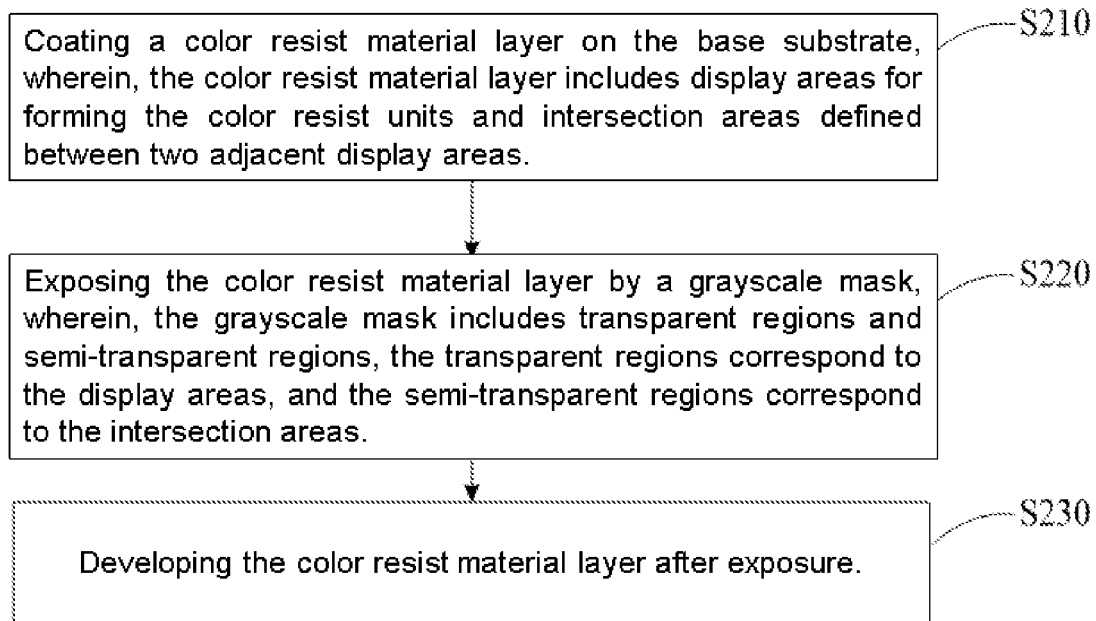 S210
Coating a color resist material layer on the base substrate,
wherein, the color resist material layer includes display areas for
forming the color resist units and intersection areas defined
between two adjacent display areas.
S220
Exposing the color resist material layer by a grayscale mask,
wherein, the grayscale mask includes transparent regions and
semi-transparent regions, the transparent regions correspond to
the display areas, and the semi-transparent regions correspond
to the intersection areas.
S230
Developing the color resist material layer after exposure.